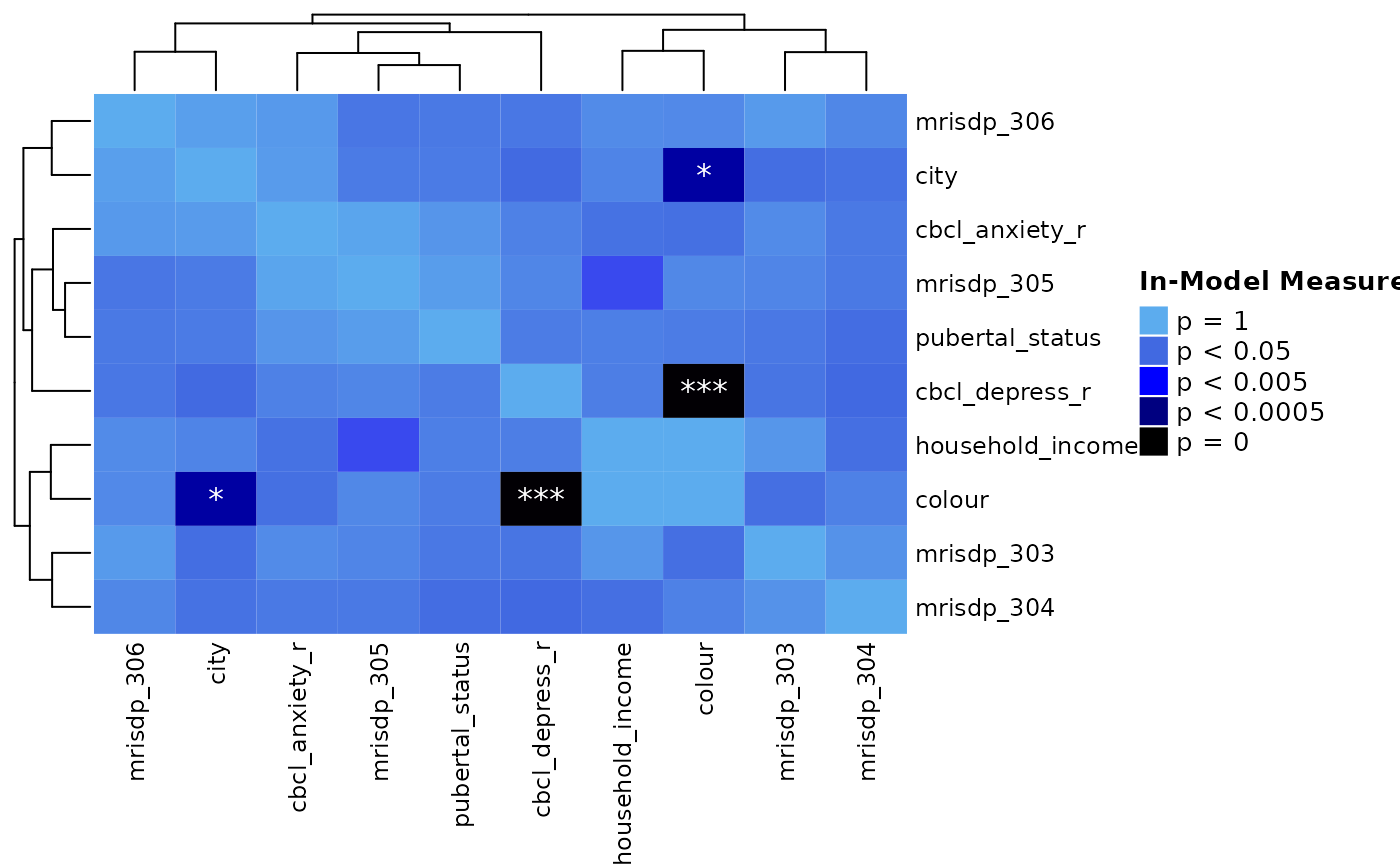 mrisdp_306
city
*
cbcl_anxiety_r
mrisdp_305
pubertal_status
cbcl_depress_r
***
household_income
colour
*
***
mrisdp_303
mrisdp_304
In-Model Measure
p = 1
p < 0.05
p < 0.005
p < 0.0005
p = 0
mrisdp_306
city
cbcl_anxiety_r
mrisdp_305
pubertal_status
cbcl_depress_r
household_income
colour
mrisdp_303
mrisdp_304